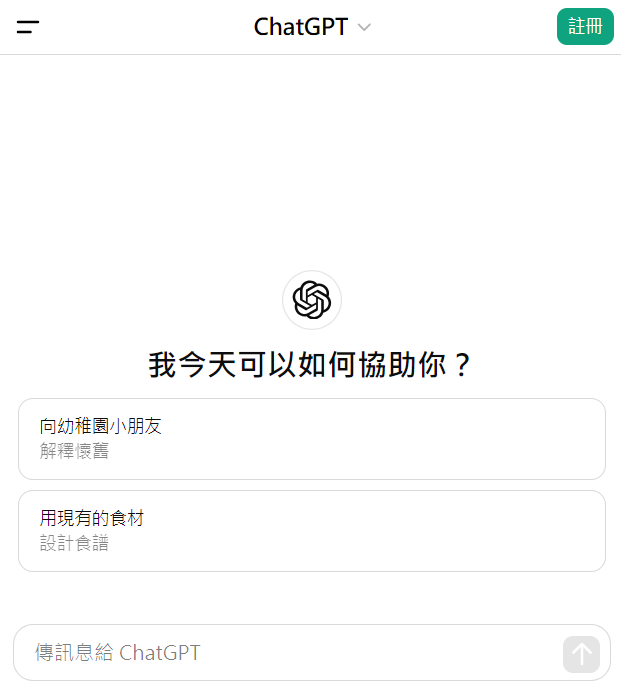 ChatGPT
註冊
我今天可以如何協助你？
向幼稚園小朋友
解釋懷舊
用現有的食材
設計食譜
傳訊息給 ChatGPT